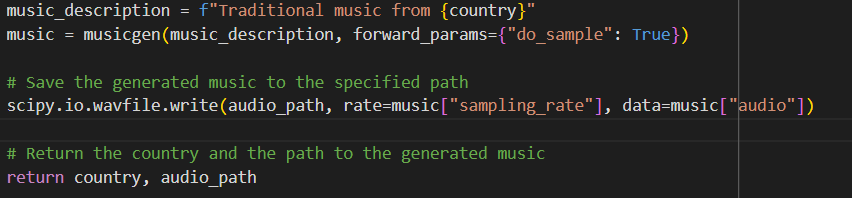 music_description = f"Traditional music from {country}"
music = musicgen(music_description, forward_params={"do_sample": True})
# Save the generated music to the specified path
scipy.io.wavfile.write(audio_path, rate=music["sampling_rate"], data=music["audio"])
# Return the country and the path to the generated music
return country, audio_path